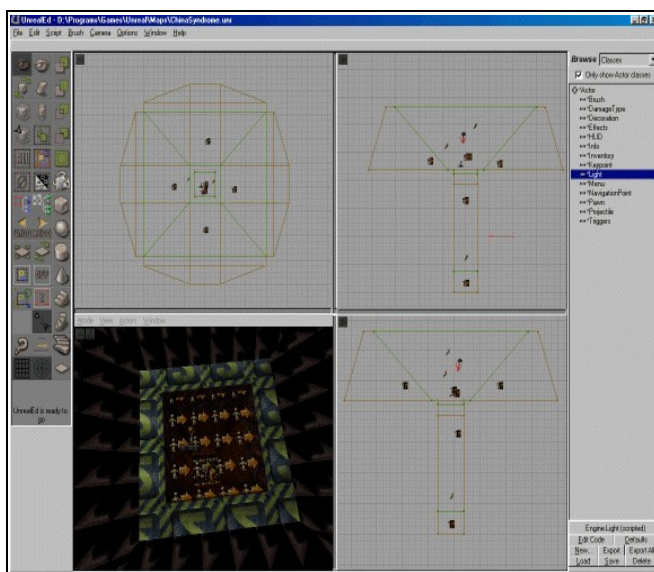 UnrealEd - D:\Programs\Games\Unreal\Maps\ChinaSyndrome.unr
File Edit Script Brush Camera Options Window Help
Browse Classes
Only show Actor classes
Actor
*Brush
*DamageType
*Decoration
*Effects
*HUD
*Info
*Inventory
*Keypoint
*Light
*Menu
*NavigationPoint
*Pawn
*Projectile
*Triggers
Mode View Actors Window
UnrealEd is ready to
go
Engine.Light (scripted)
Edit Code Defaults
New... Export Export All
Load Save Delete